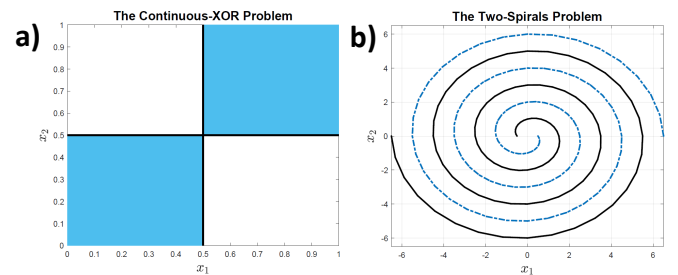 a)
The Continuous-XOR Problem
1
0.9
0.8
0.7
0.6
0.5
0.4
0.3
0.2
0.1
0
x2
0 0.1 0.2 0.3 0.4 0.5 0.6 0.7 0.8 0.9 1
x1
b)
The Two-Spirals Problem
6
4
2
0
-2
-4
-6
x2
-6 -4 -2 0 2 4 6
x1